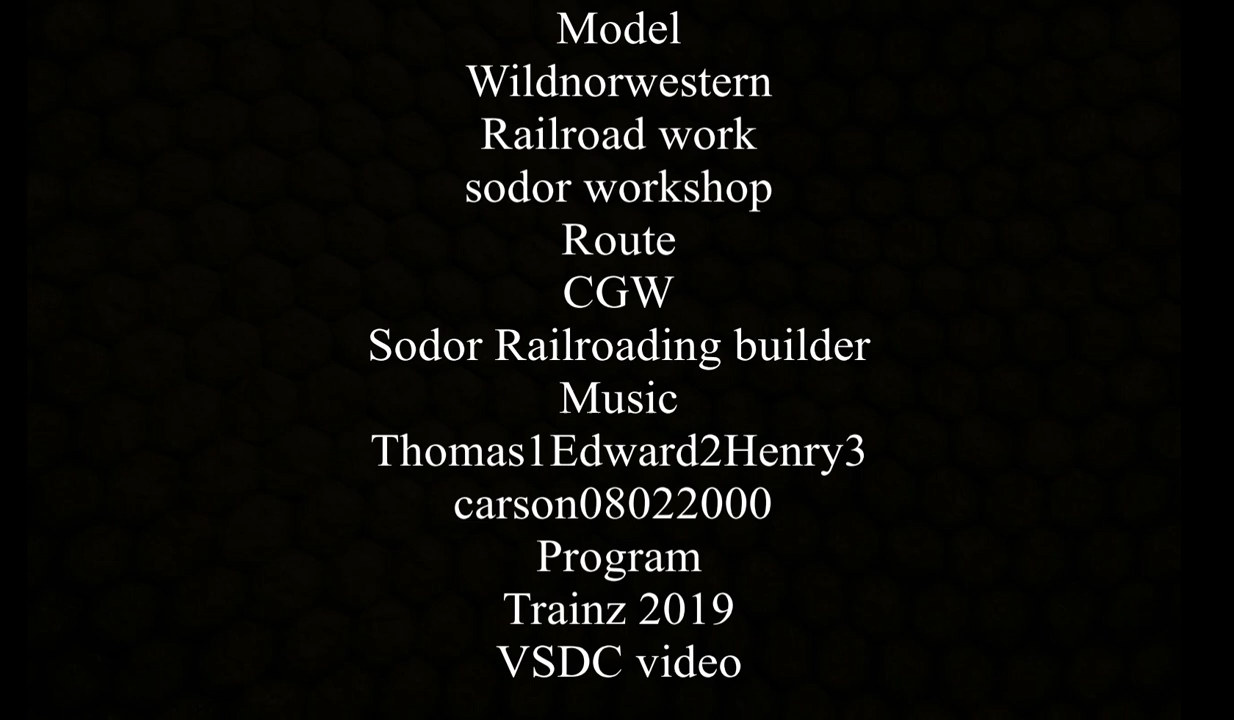 Model
Wildnorwestern
Railroad work
sodor workshop
Route
CGW
Sodor Railroading builder
Music
Thomas1Edward2Henry3
carson08022000
Program
Trainz 2019
VSDC video